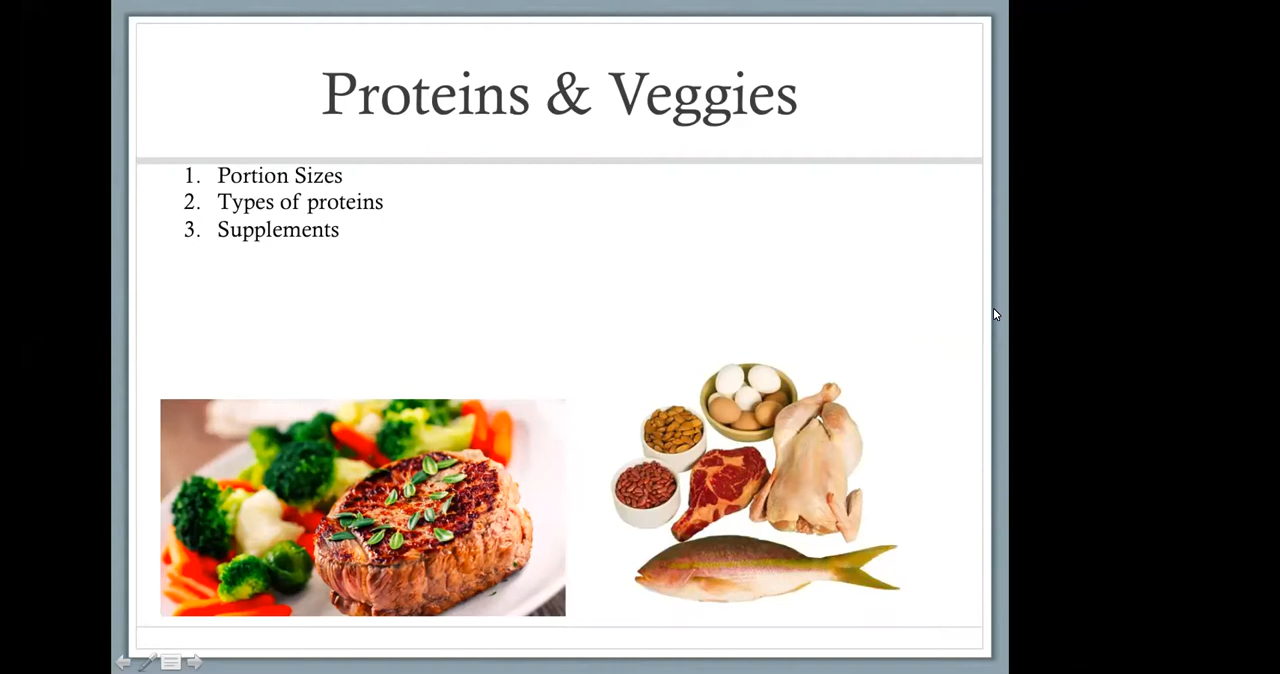 Proteins & Veggies
1. Portion Sizes
2. Types of proteins
3. Supplements